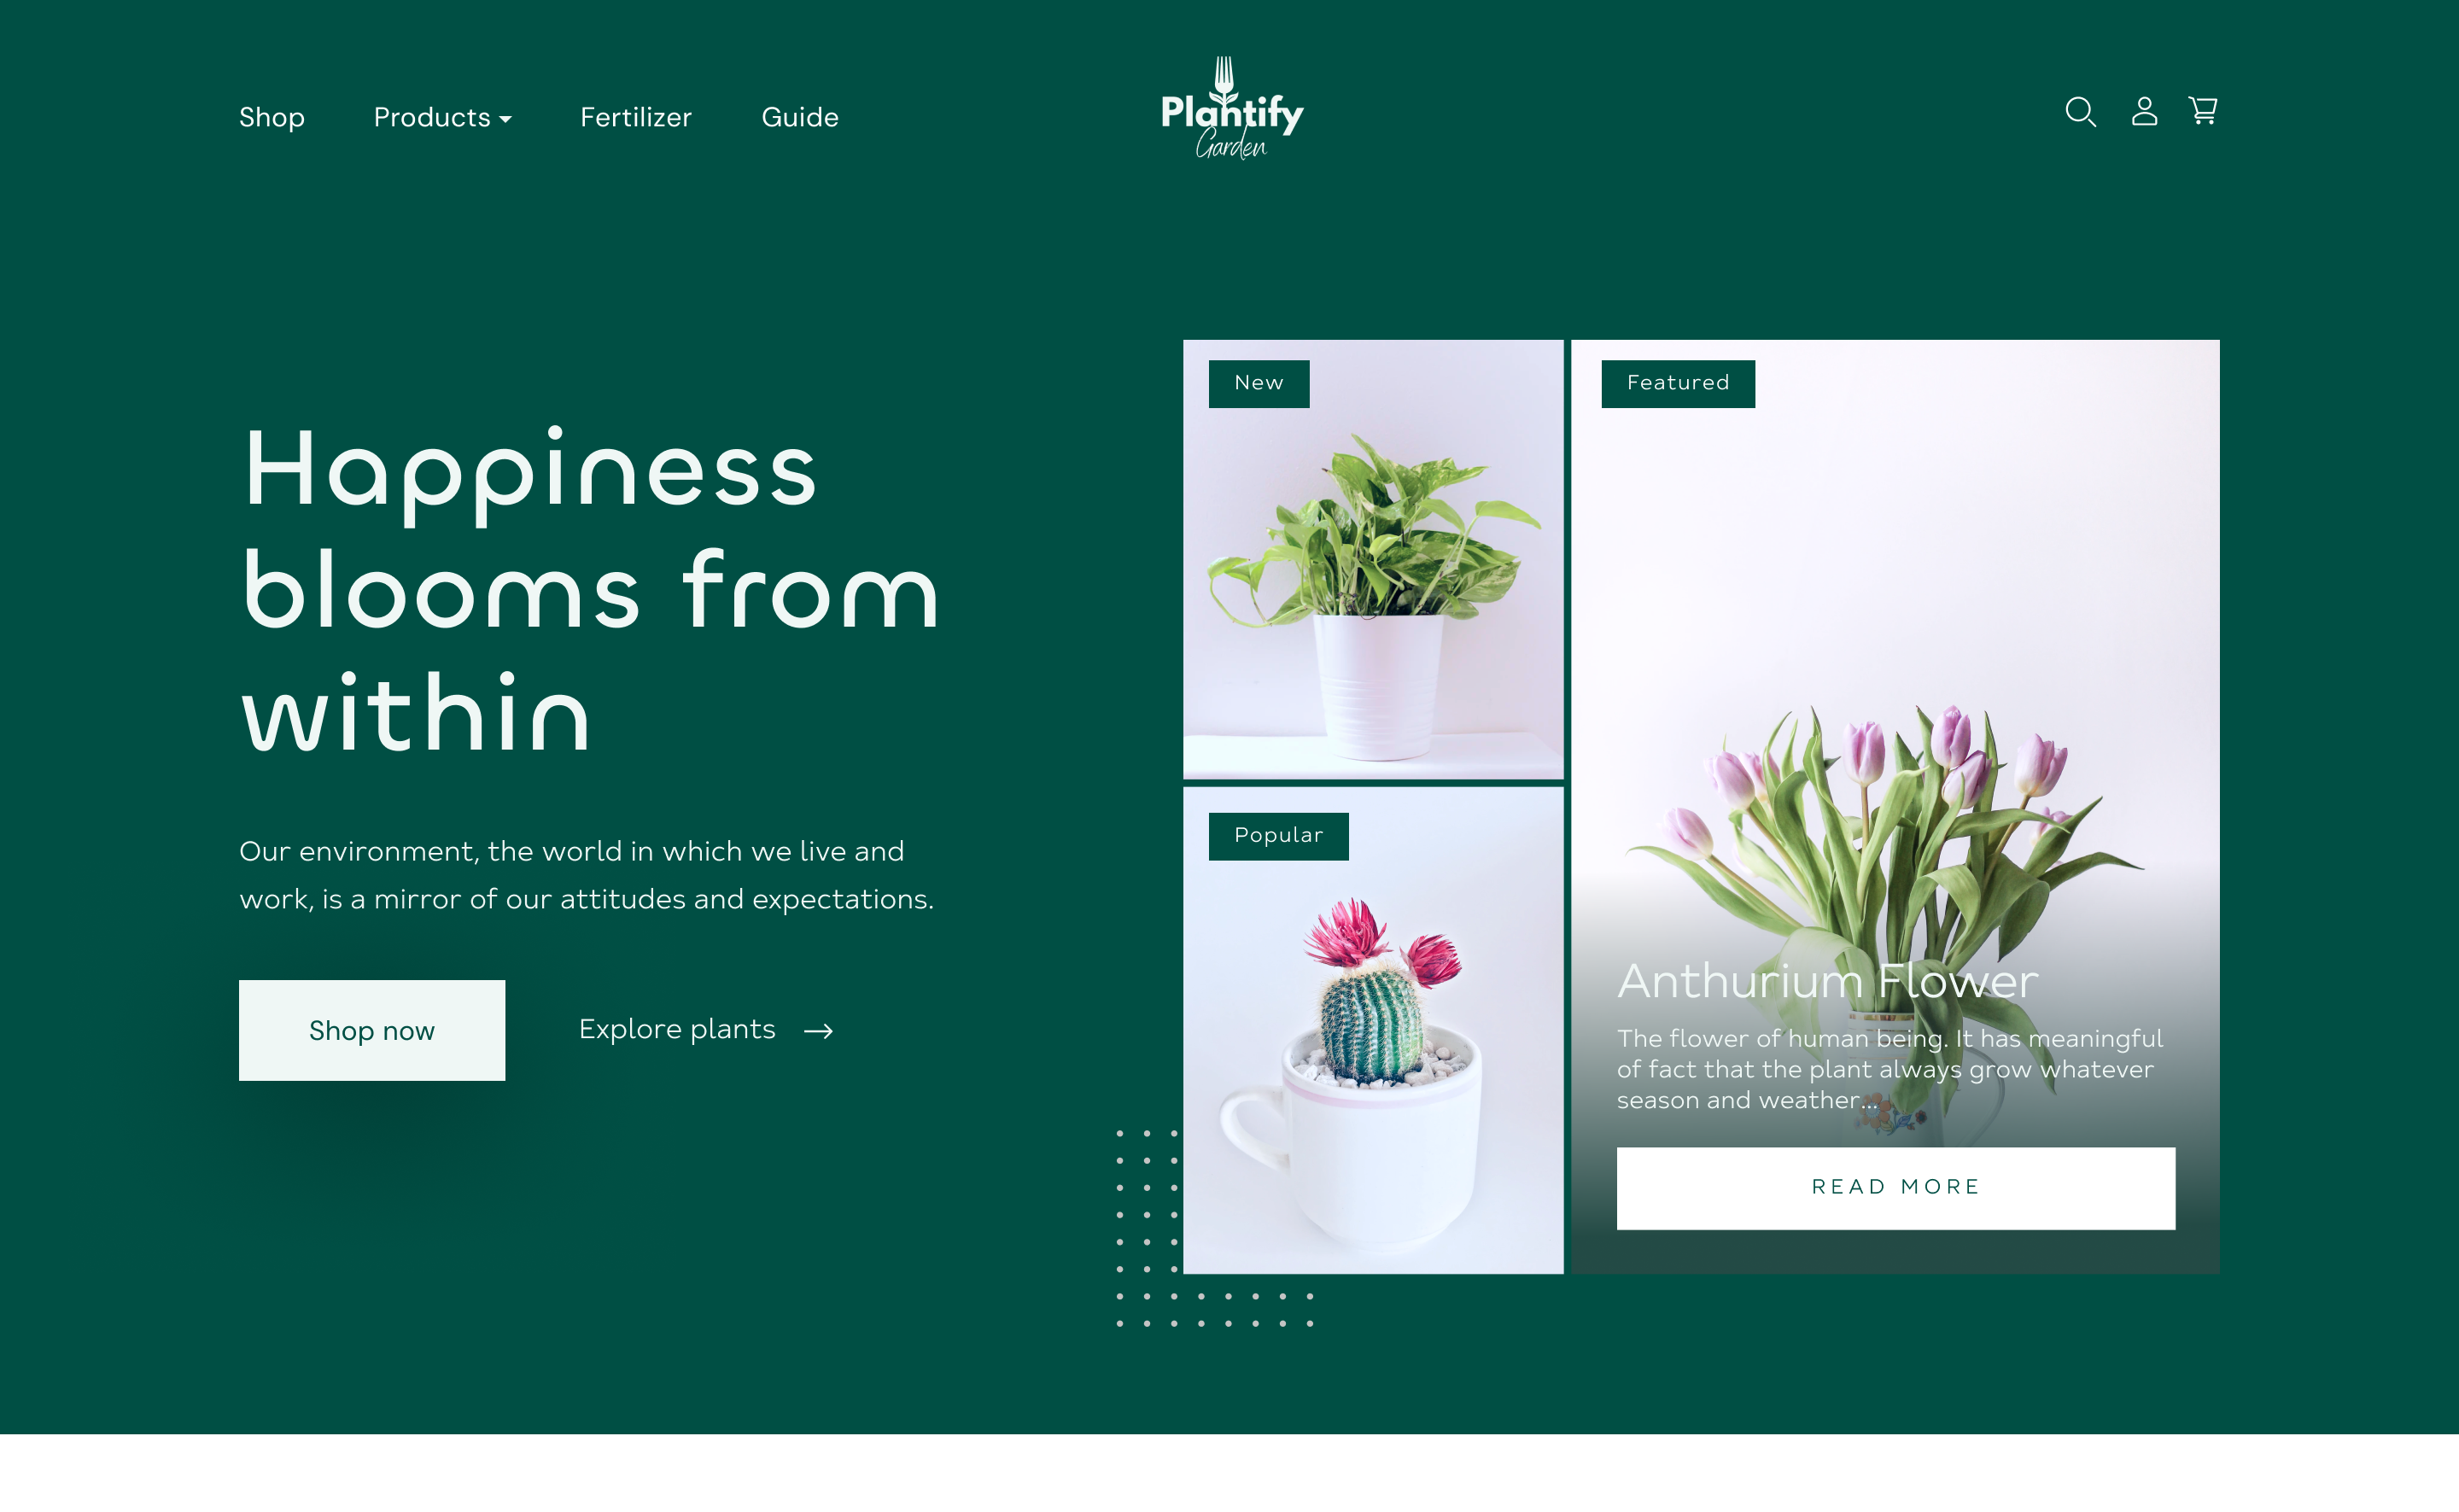 Shop Products Fertilizer Guide
Plantify
Garden
Happiness
blooms from
within
Our environment, the world in which we live and
work, is a mirror of our attitudes and expectations.
Shop now
Explore plants
New
Popular
Featured
Anthurium Flower
The flower of human being. It has meaningful
of fact that the plant always grow whatever
season and weather...
READ MORE